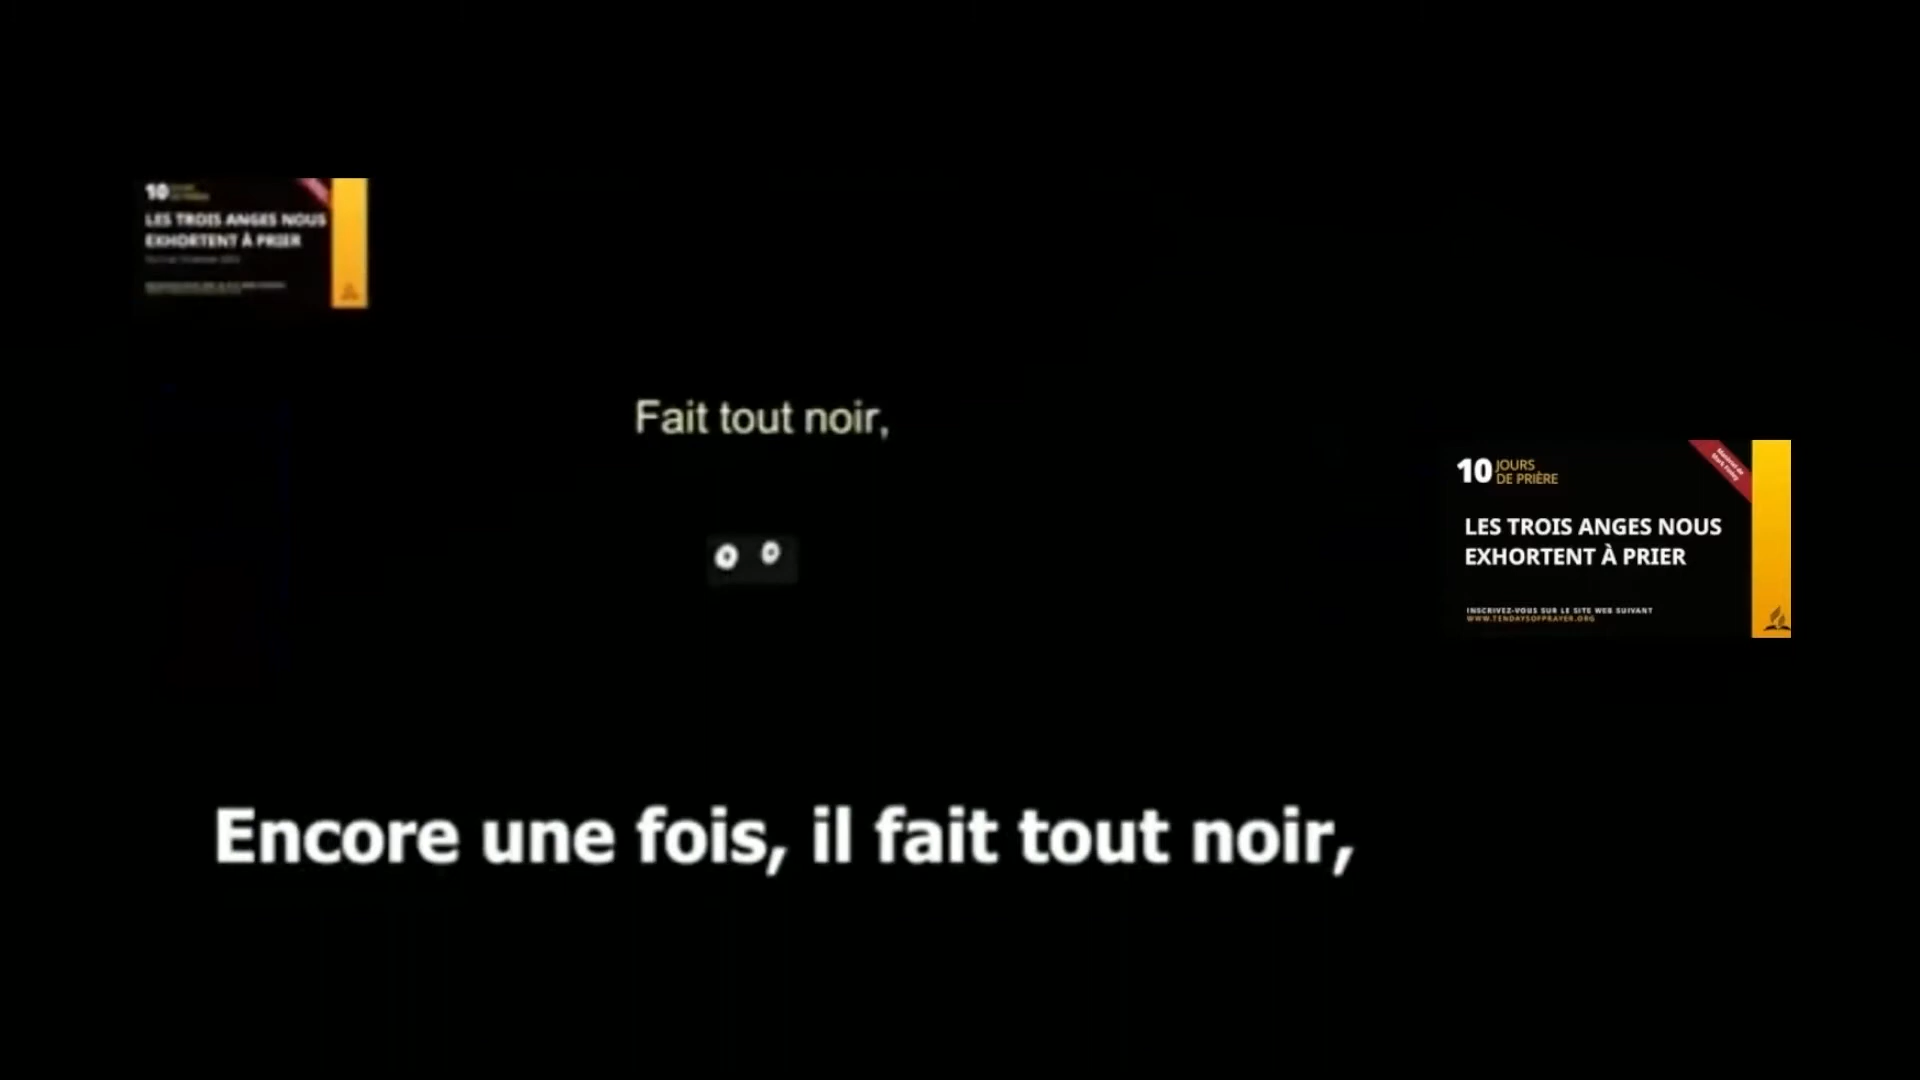 10
LES TROIS ANGES NOUS
EXHORTENT À PRIER
Fait tout noir,
10 JOURS
DE PRIÈRE
LES TROIS ANGES NOUS
EXHORTENT À PRIER
INSCRIVEZ-VOUS SUR LE SITE WEB SUIVANT
WWW.TENDAYSOFPRAYER.ORG
Encore une fois, il fait tout noir,